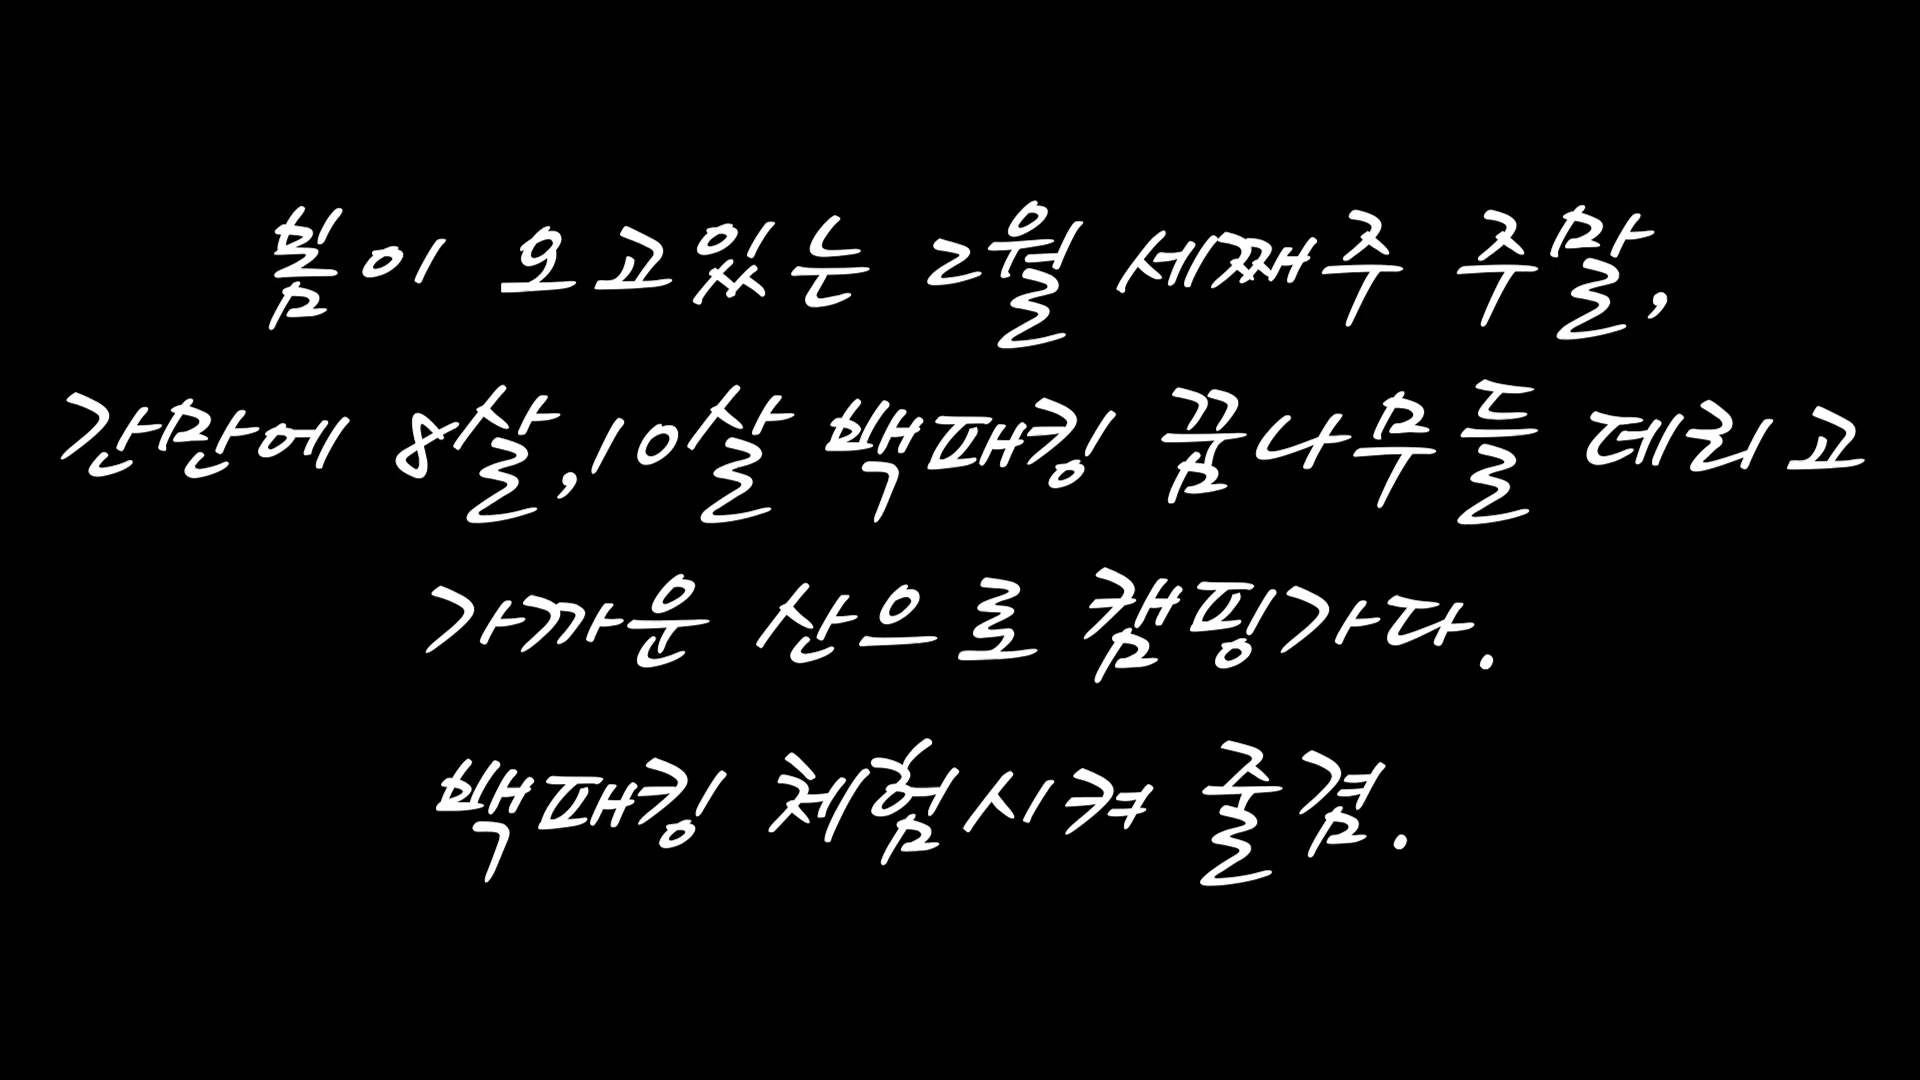 봄이 오고있는 2월 세째주 주말,
간만에 8살,10살 백패킹 꿈나무들 데리고
가까운 산으로 캠핑가다.
백패킹 체험시켜 줄겸.